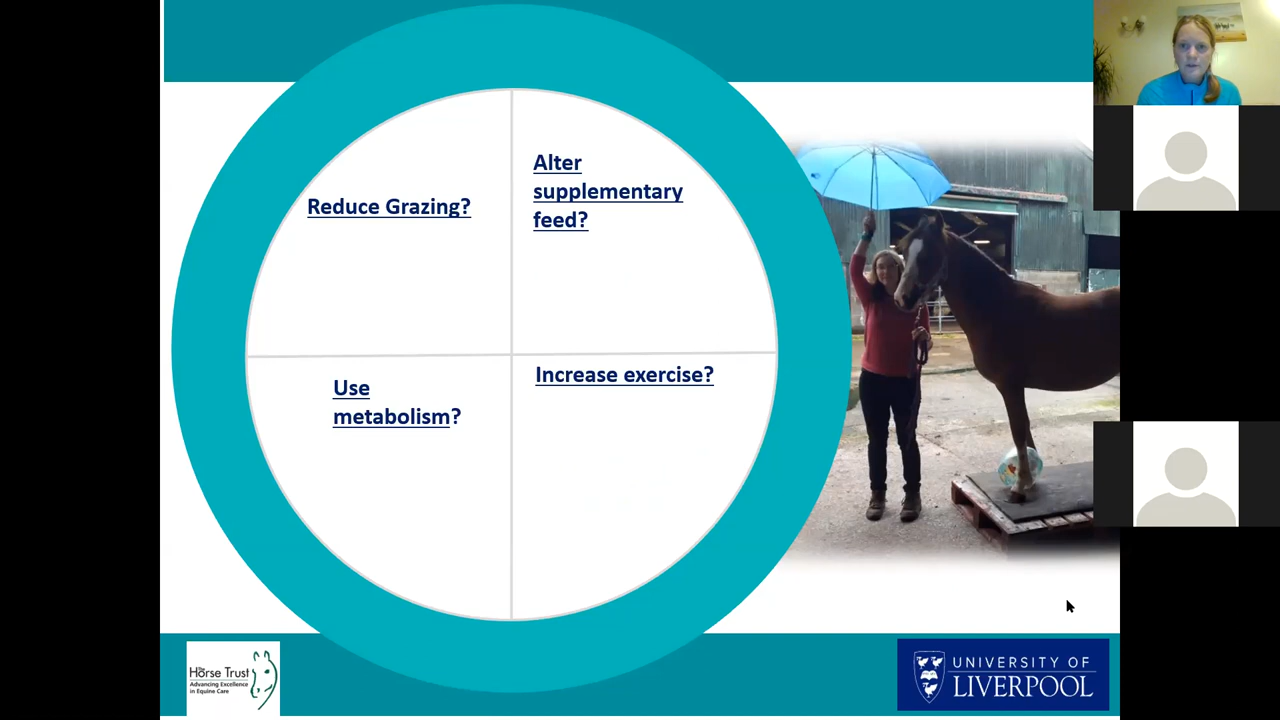 Reduce Grazing?
Alter
supplementary
feed?
Use
metabolism?
Increase exercise?
The
Horse Trust
Advancing Excellence
in Equine Care
UNIVERSITY OF
LIVERPOOL